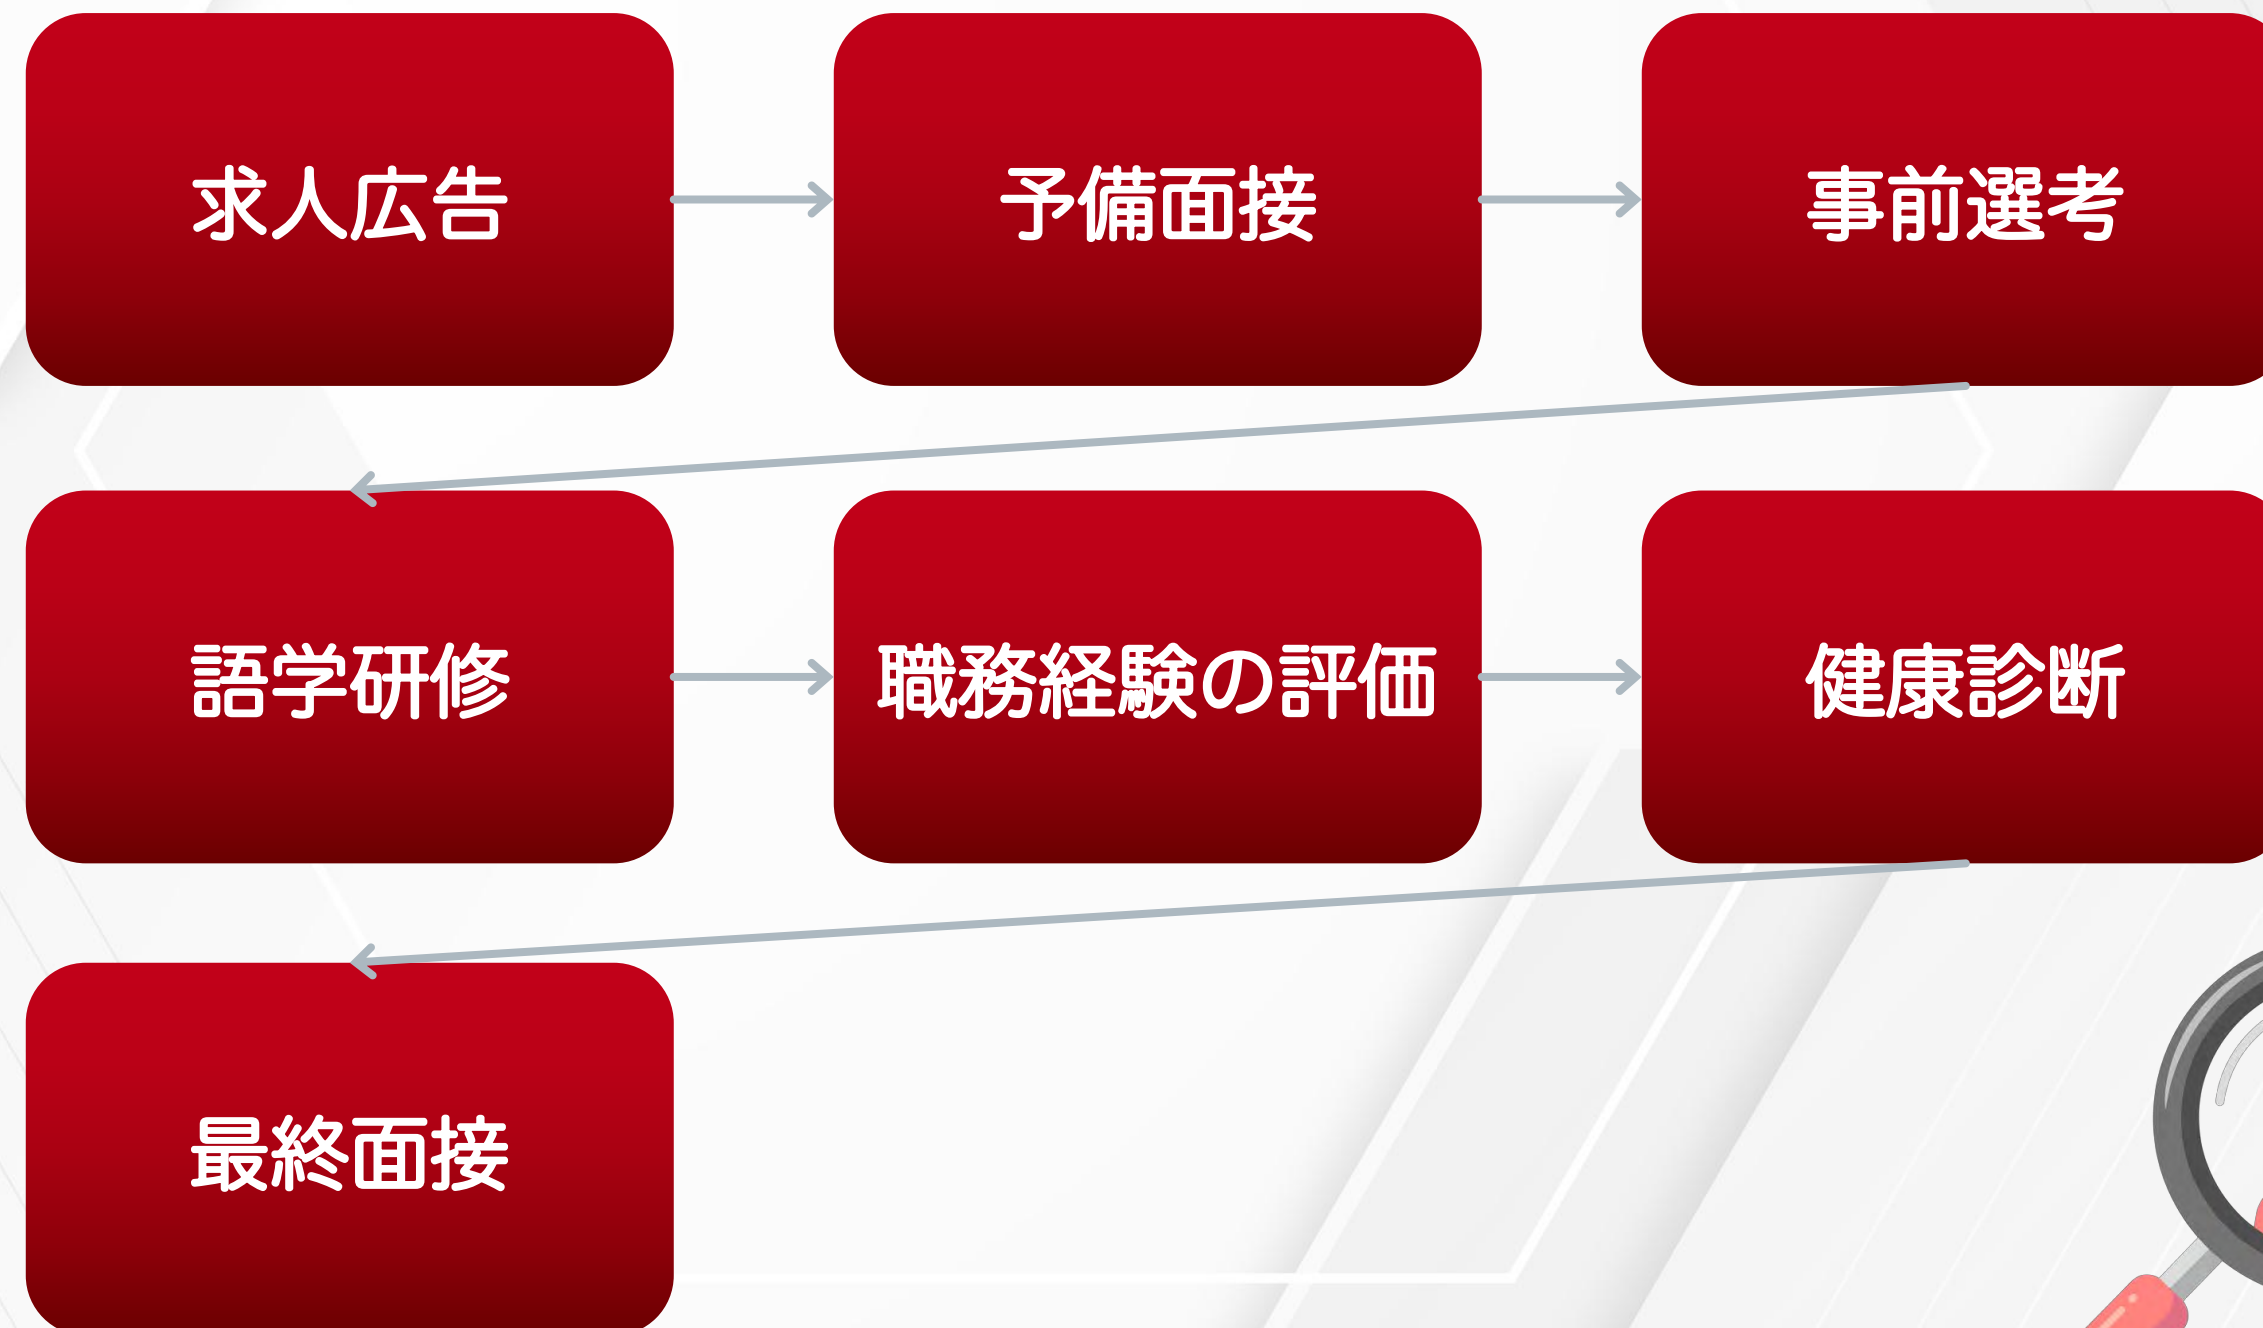 求人広告
予備面接
事前選考
語学研修
職務経験の評価
健康診断
最終面接